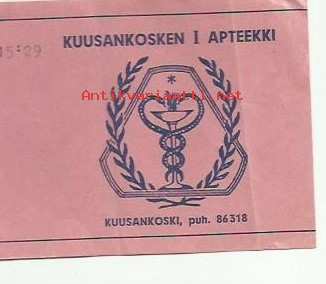 KUUSANKOSKEN I APTEEKKI
15:29
Antikvariaatti.net
KUUSANKOSKI, puh. 86318